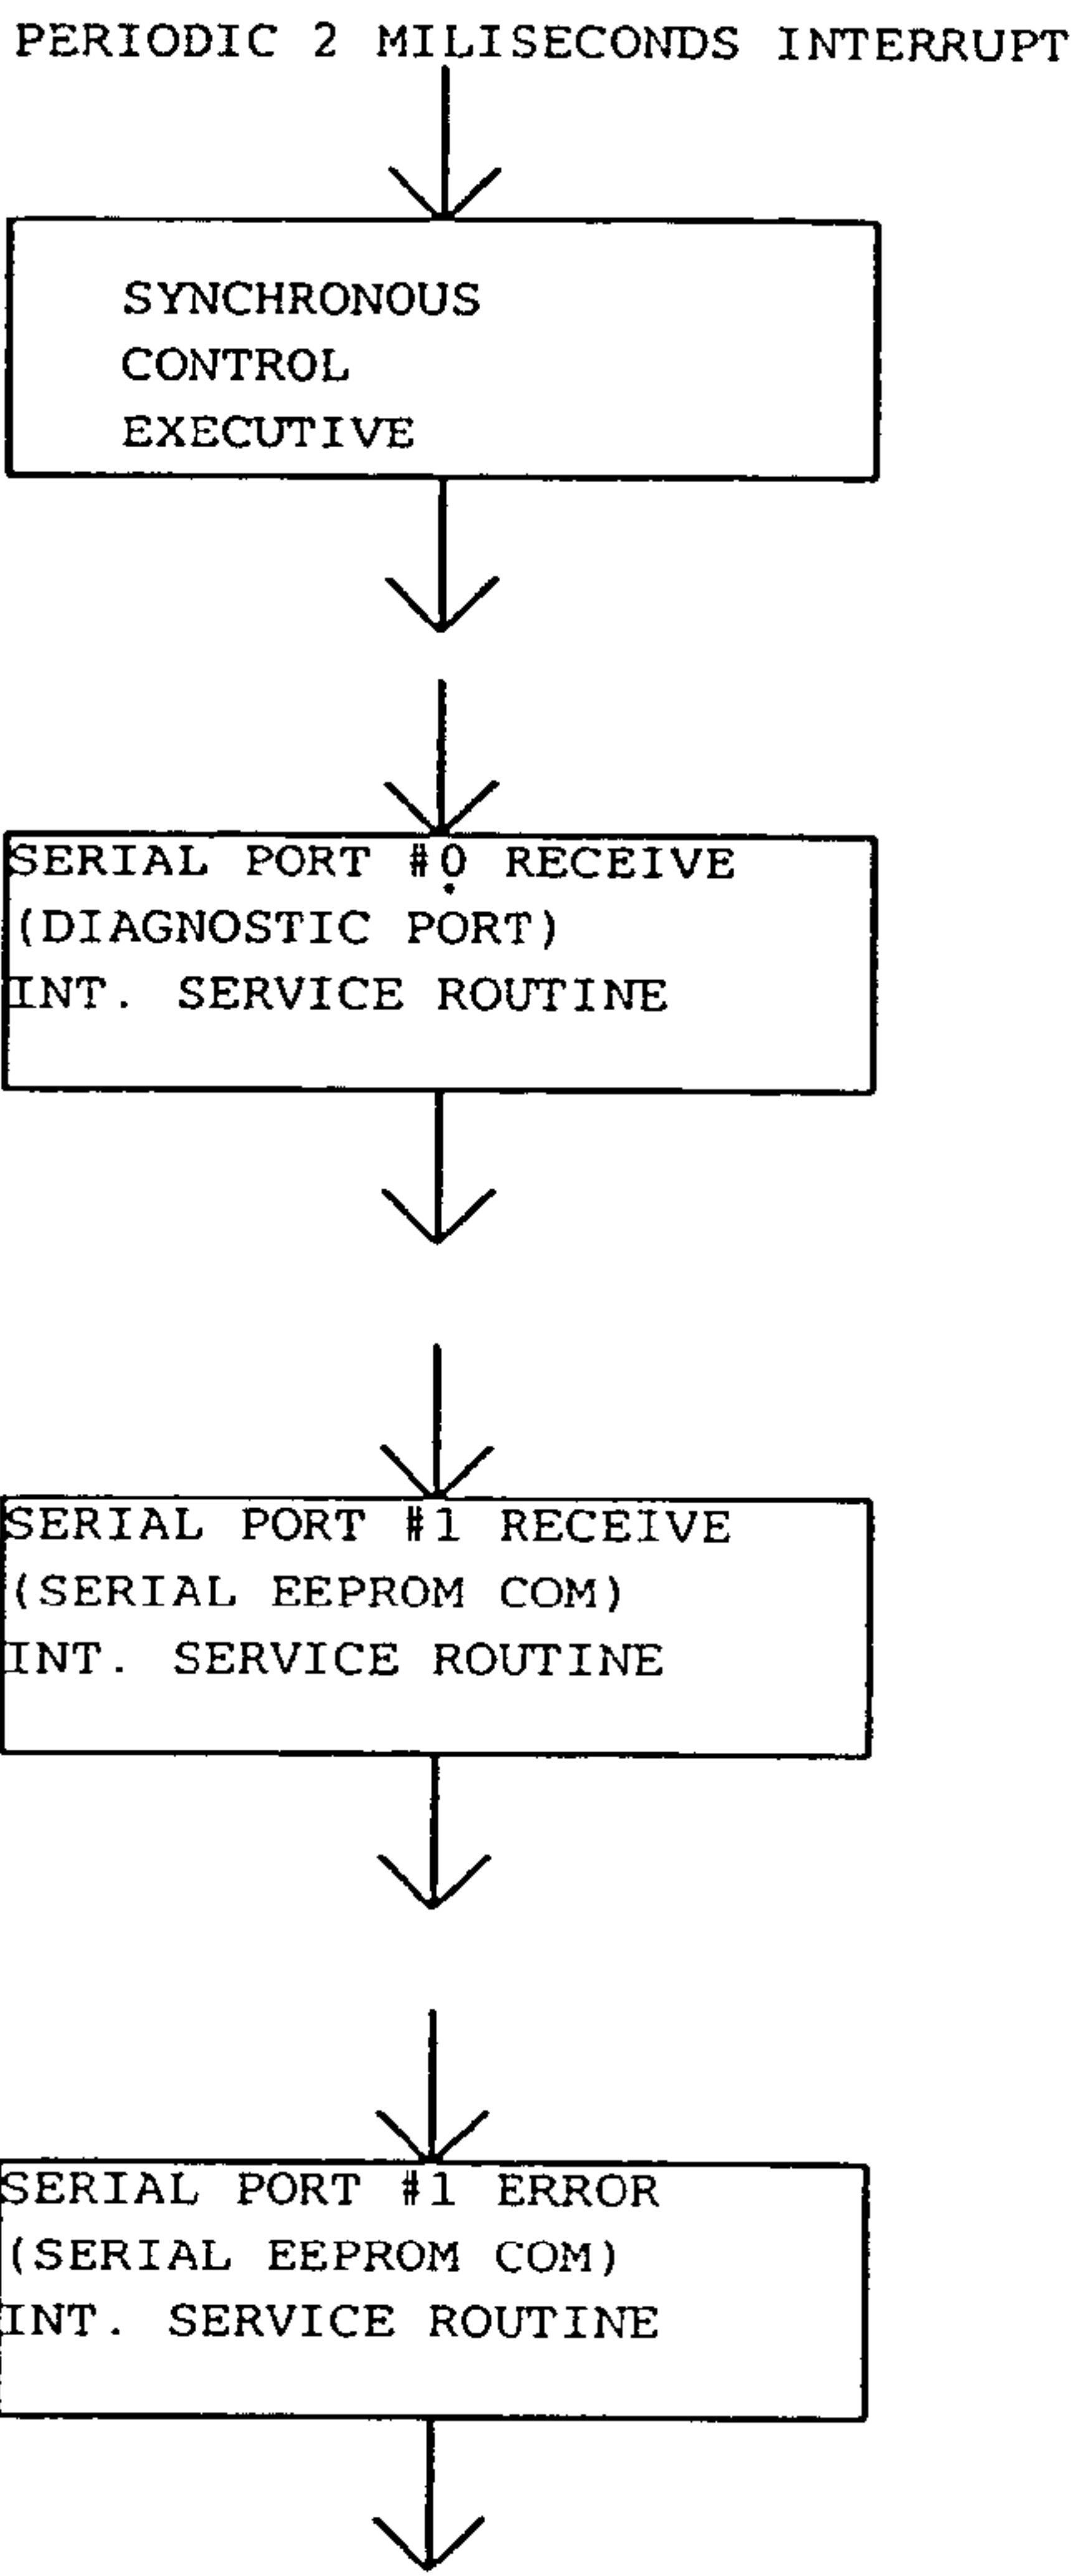 PERIODIC 2 MILISECONDS INTERRUPT
SYNCHRONOUS
CONTROL
EXECUTIVE
SERIAL PORT #0 RECEIVE
(DIAGNOSTIC PORT)
INT. SERVICE ROUTINE
SERIAL PORT #1 RECEIVE
(SERIAL EEPROM COM)
INT. SERVICE ROUTINE
SERIAL PORT #1 ERROR
(SERIAL EEPROM COM)
INT. SERVICE ROUTINE